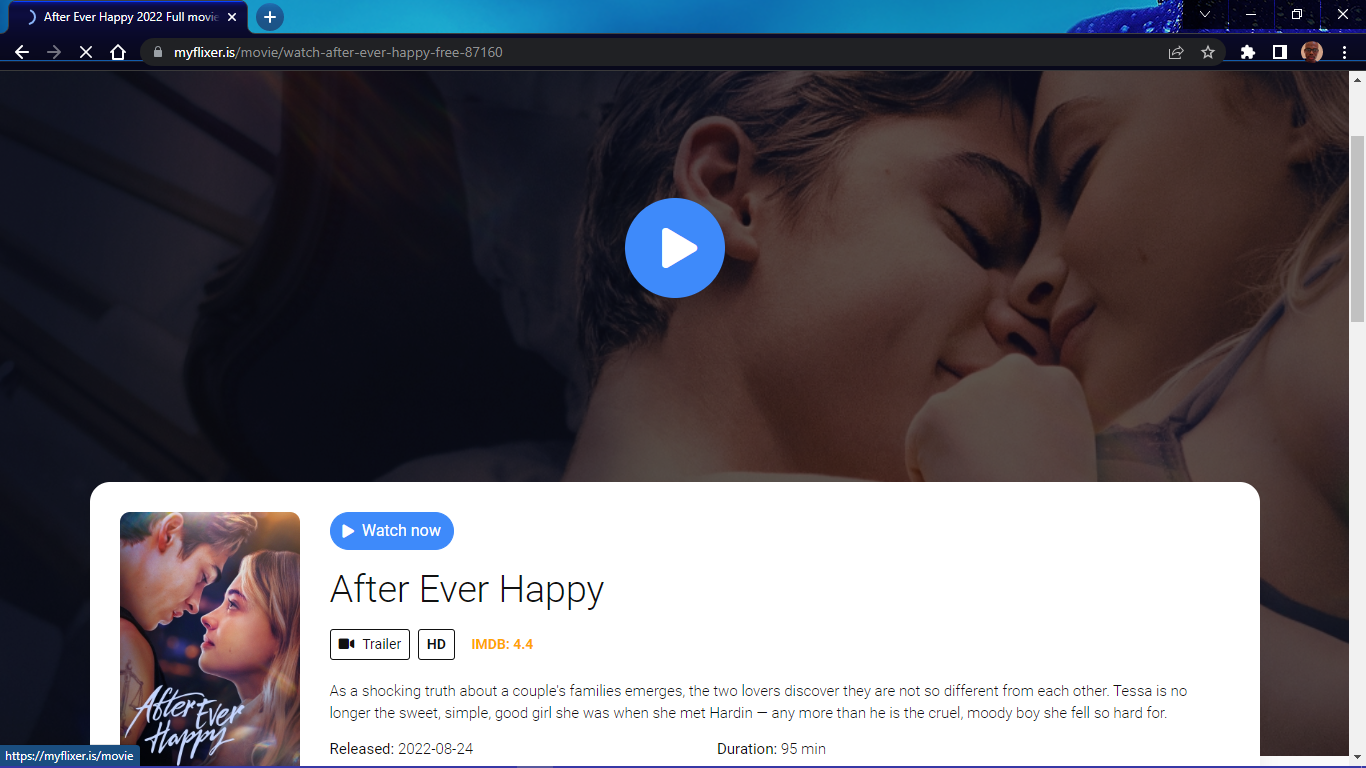 After Ever Happy 2022 Full movie
myflixer.is/movie/watch-after-ever-happy-free-87160
Watch now
After Ever Happy
Trailer
HD
IMDB: 4.4
As a shocking truth about a couple's families emerges, the two lovers discover they are not so different from each other. Tessa is no
longer the sweet, simple, good girl she was when she met Hardin — any more than he is the cruel, moody boy she fell so hard for.
Released: 2022-08-24
Duration: 95 min
After Ever
Happy
https://myflixer.is/movie